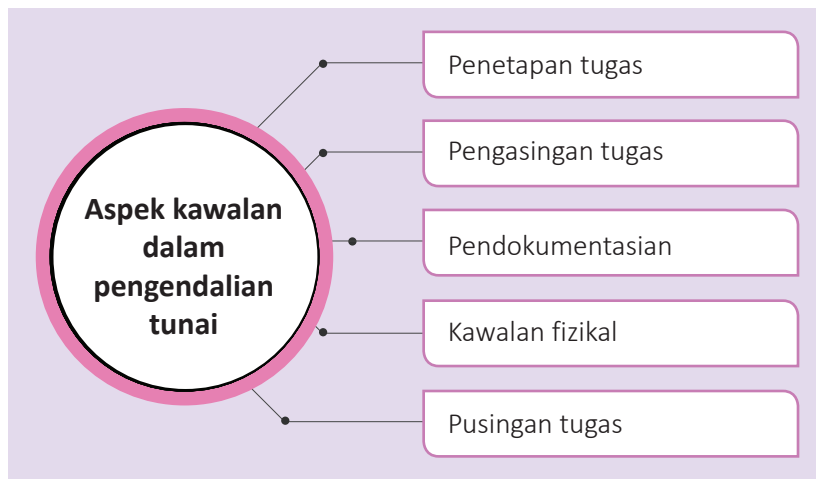 Aspek kawalan
dalam
pengendalian
tunai
Penetapan tugas
Pengasingan tugas
Pendokumentasian
Kawalan fizikal
Pusingan tugas